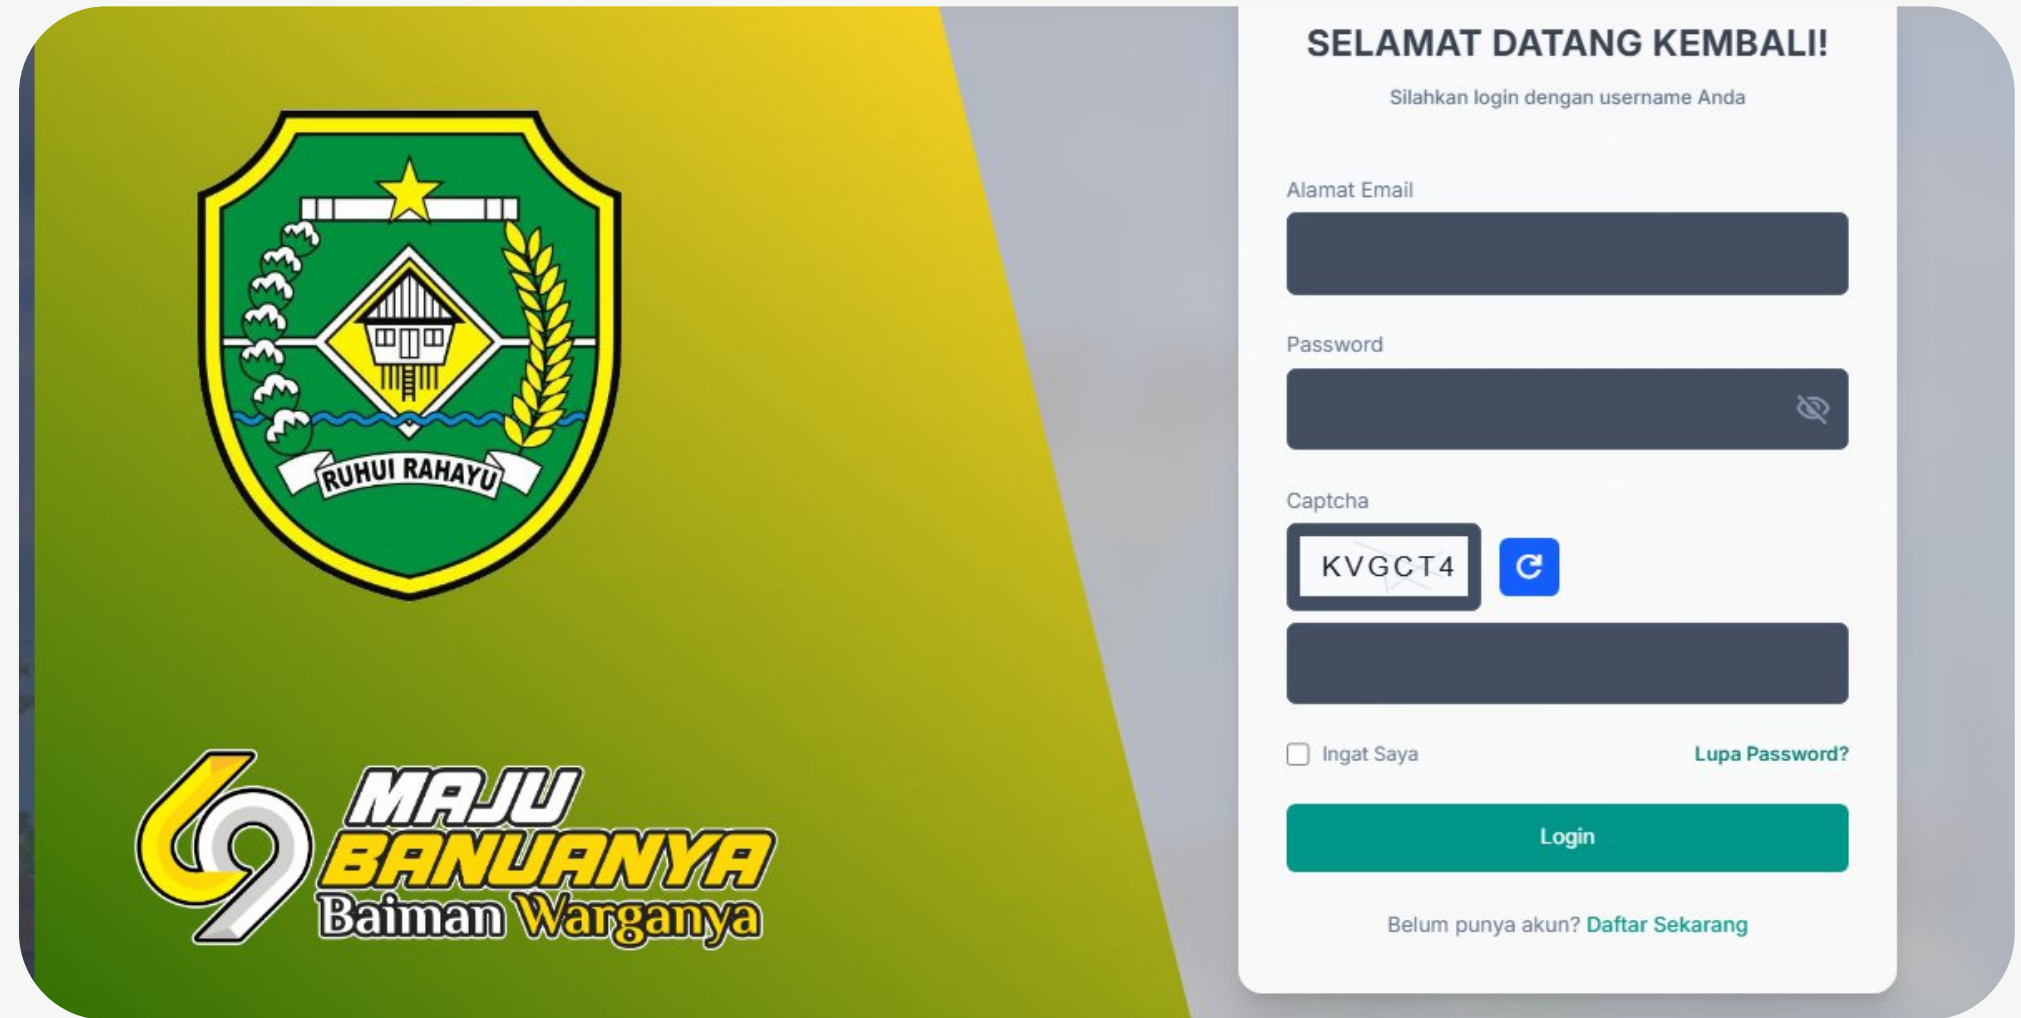 RUHUI RAHAYU
69 MAJU
BANUANYA
Baiman Warganya
SELAMAT DATANG KEMBALI!
Silahkan login dengan username Anda
Alamat Email
Password
Captcha
KVGCT4
Ingat Saya
Lupa Password?
Login
Belum punya akun? Daftar Sekarang